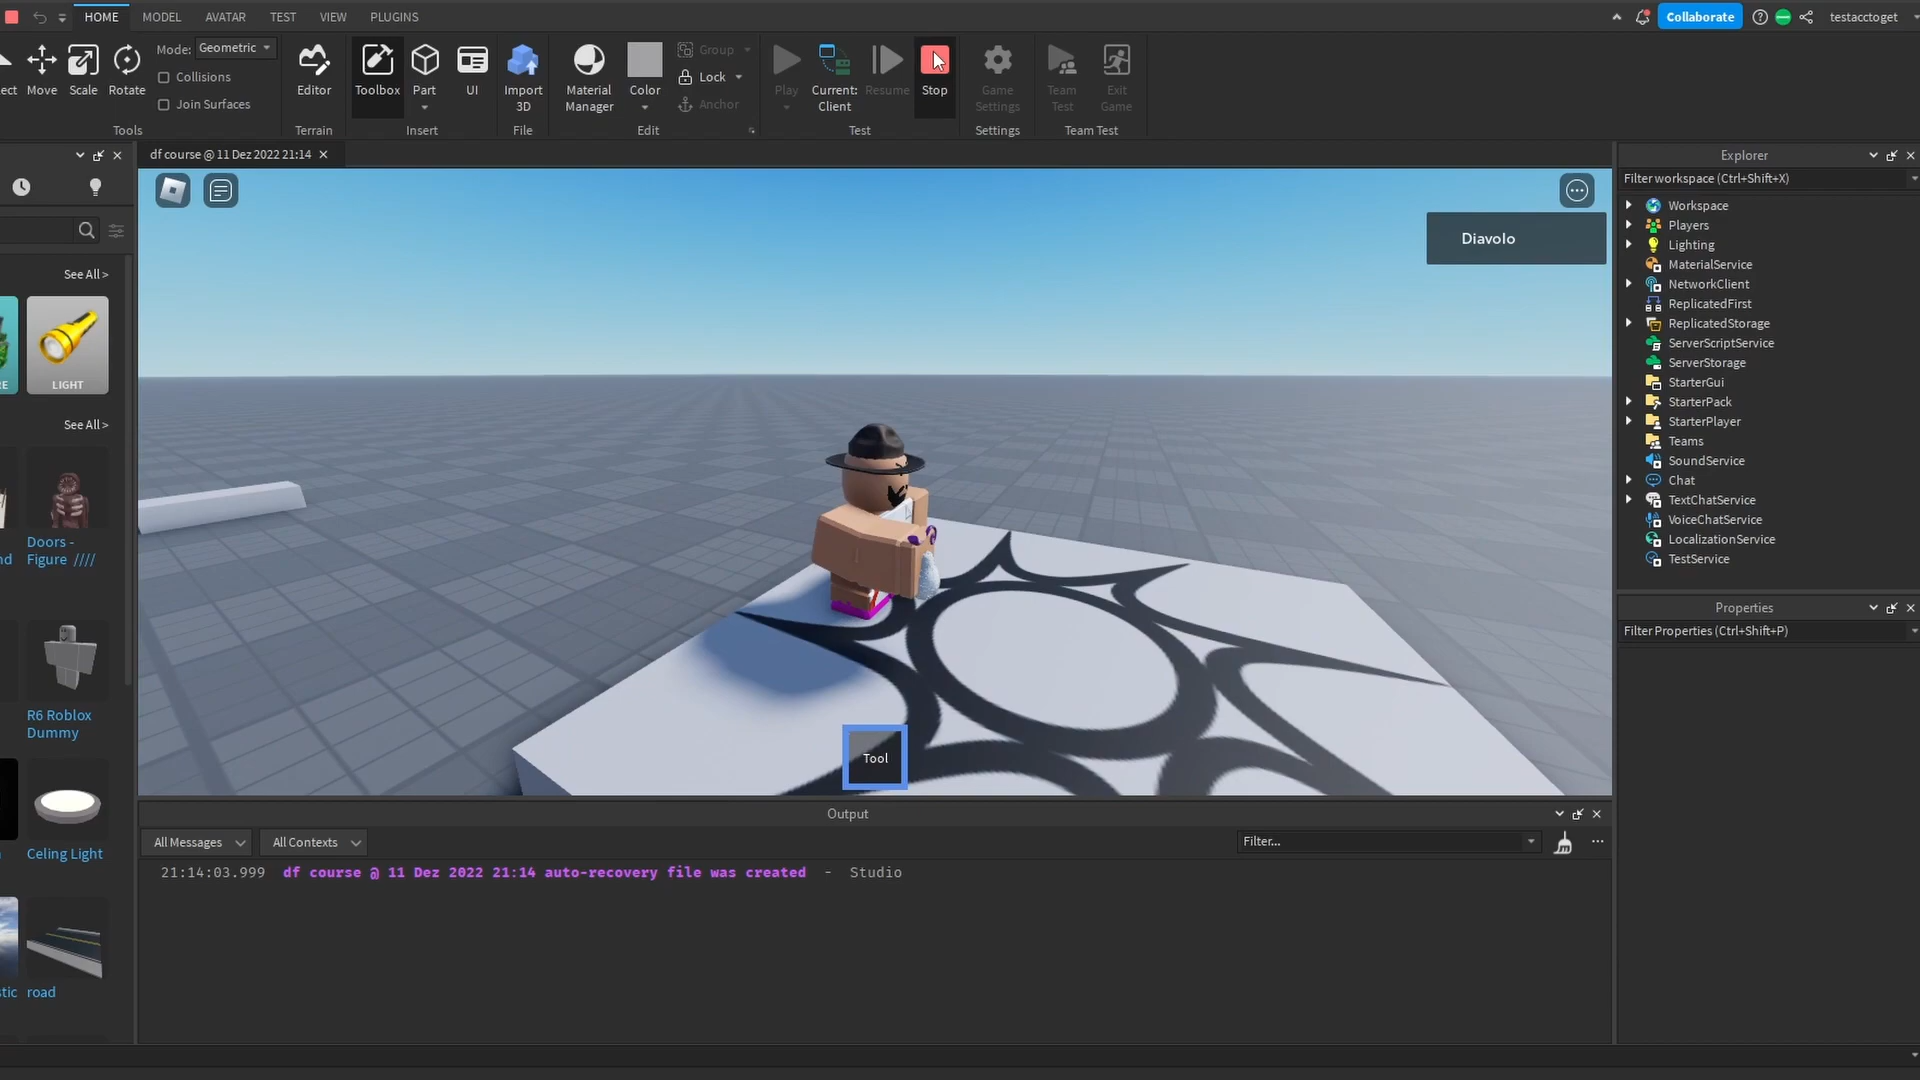 HOME MODEL AVATAR TEST VIEW PLUGINS
Collaborate
testacctoget
Mode: Geometric
Collisions
Join Surfaces
ect Move Scale Rotate
Editor
Toolbox
Part
UI
Import
3D
Material
Manager
Color
Group
Lock
Anchor
Play
Current:
Client
Resume
Stop
Game
Settings
Team
Test
Exit
Game
Tools Terrain Insert File Edit Test Settings Team Test
df course @ 11 Dez 2022 21:14
See All >
RE
LIGHT
See All >
nd
Doors -
Figure ////
R6 Roblox
Dummy
Celing Light
stic
road
Diavolo
Tool
Output
All Messages
All Contexts
Filter...
21:14:03.999 df course @ 11 Dez 2022 21:14 auto-recovery file was created - Studio
Explorer
Filter workspace (Ctrl+Shift+X)
Workspace
Players
Lighting
MaterialService
NetworkClient
ReplicatedFirst
ReplicatedStorage
ServerScriptService
ServerStorage
StarterGui
StarterPack
StarterPlayer
Teams
SoundService
Chat
TextChatService
VoiceChatService
LocalizationService
TestService
Properties
Filter Properties (Ctrl+Shift+P)